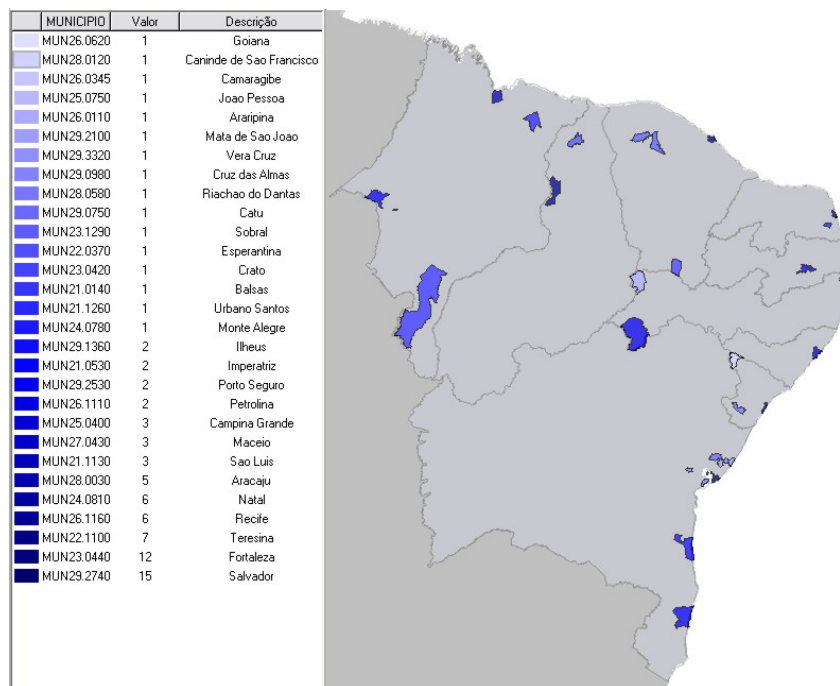 MUNICIPIO Valor Descrição
MUN26.0620 1 Goiana
MUN28.0120 1 Caninde de Sao Francisco
MUN26.0345 1 Camaragibe
MUN25.0750 1 Joao Pessoa
MUN26.0110 1 Araripina
MUN29.2100 1 Mata de Sao Joao
MUN29.3320 1 Vera Cruz
MUN29.0980 1 Cruz das Almas
MUN28.0580 1 Riachao do Dantas
MUN29.0750 1 Catu
MUN23.1290 1 Sobral
MUN22.0370 1 Esperantina
MUN23.0420 1 Crato
MUN21.0140 1 Balsas
MUN21.1260 1 Urbano Santos
MUN24.0780 1 Monte Alegre
MUN29.1360 2 Ilheus
MUN21.0530 2 Imperatriz
MUN29.2530 2 Porto Seguro
MUN26.1110 2 Petrolina
MUN25.0400 3 Campina Grande
MUN27.0430 3 Maceio
MUN21.1130 3 Sao Luis
MUN28.0030 5 Aracaju
MUN24.0810 6 Natal
MUN26.1160 6 Recife
MUN22.1100 7 Teresina
MUN23.0440 12 Fortaleza
MUN29.2740 15 Salvador